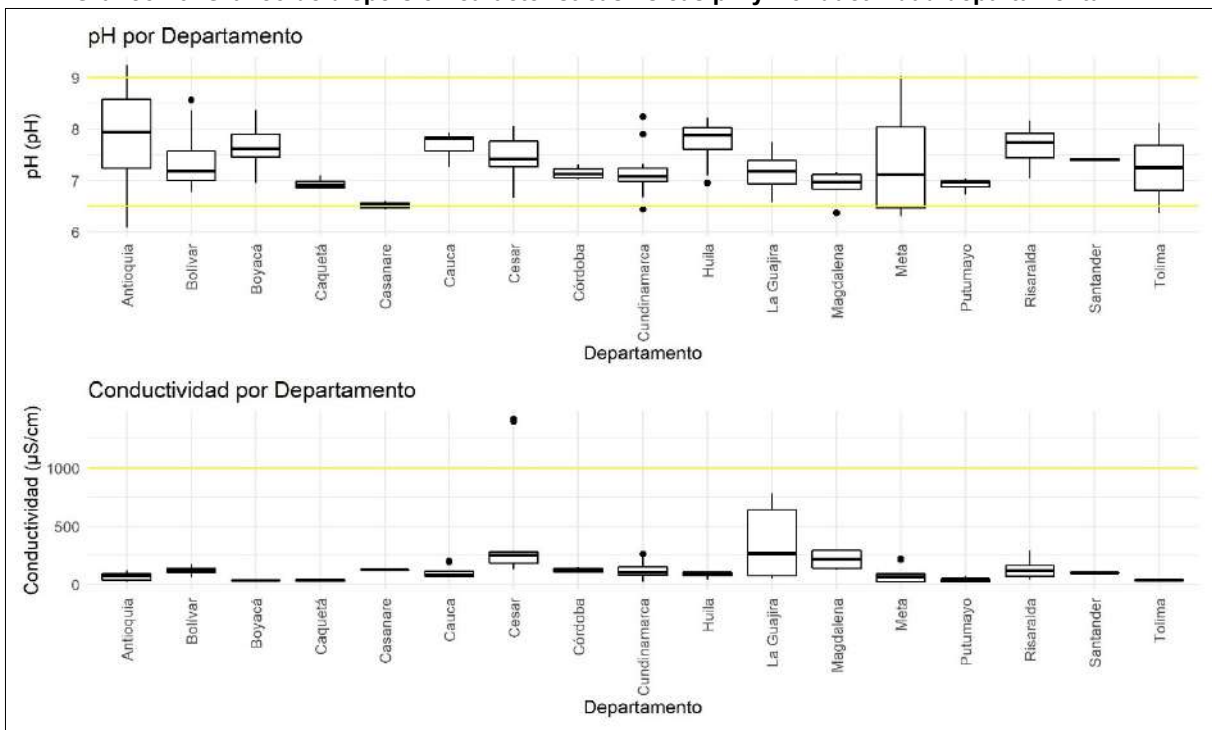 pH por Departamento
pH (pH)
9
8
7
6
Antioquia
Bolívar
Boyacá
Caquetá
Casanare
Cauca
Cesar
Córdoba
Cundinamarca
Huila
La Guajira
Magdalena
Meta
Putumayo
Risaralda
Santander
Tolima
Departamento
Conductividad por Departamento
Conductividad (µS/cm)
1000
500
0
Antioquia
Bolívar
Boyacá
Caquetá
Casanare
Cauca
Cesar
Córdoba
Cundinamarca
Huila
La Guajira
Magdalena
Meta
Putumayo
Risaralda
Santander
Tolima
Departamento